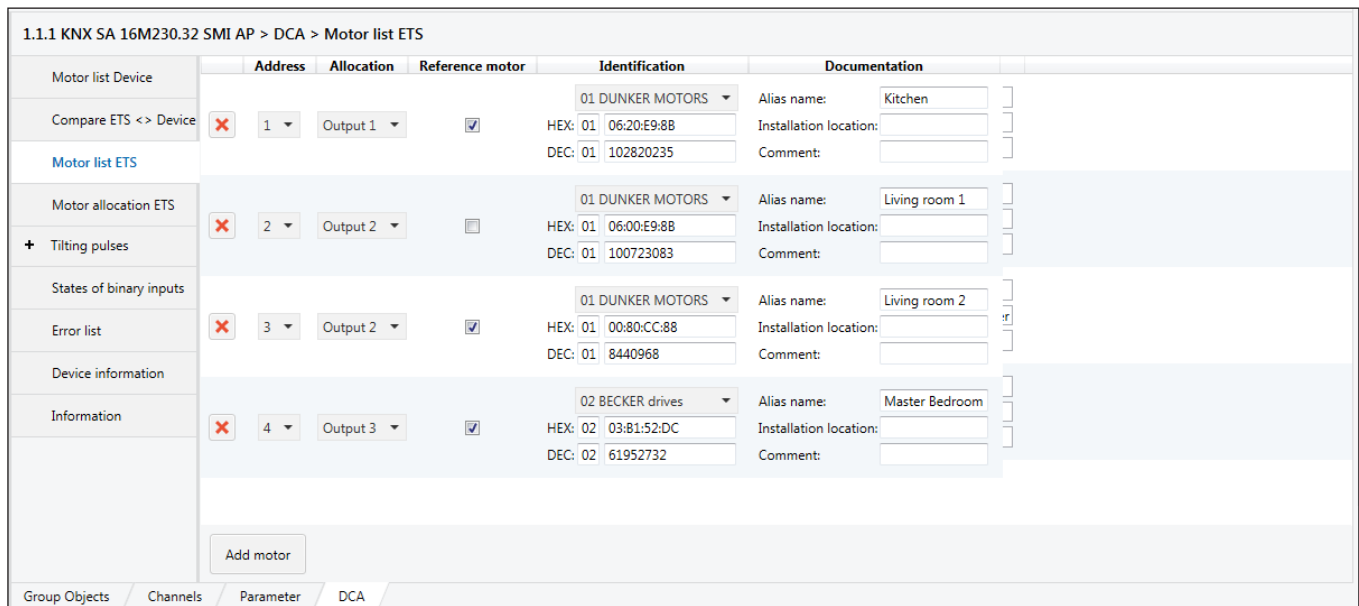 1.1.1 KNX SA 16M230.32 SMI AP > DCA > Motor list ETS
Motor list Device
Compare ETS <> Device
Motor list ETS
Motor allocation ETS
+ Tilting pulses
States of binary inputs
Error list
Device information
Information
Address Allocation Reference motor Identification Documentation
01 DUNKER MOTORS Alias name: Kitchen
1 Output 1 HEX: 01 06:20:E9:8B Installation location:
DEC: 01 102820235 Comment:
01 DUNKER MOTORS Alias name: Living room 1
2 Output 2 HEX: 01 06:00:E9:8B Installation location:
DEC: 01 100723083 Comment:
01 DUNKER MOTORS Alias name: Living room 2
3 Output 2 HEX: 01 00:80:CC:88 Installation location:
DEC: 01 8440968 Comment:
02 BECKER drives Alias name: Master Bedroom
4 Output 3 HEX: 02 03:B1:52:DC Installation location:
DEC: 02 61952732 Comment:
Add motor
Group Objects Channels Parameter DCA